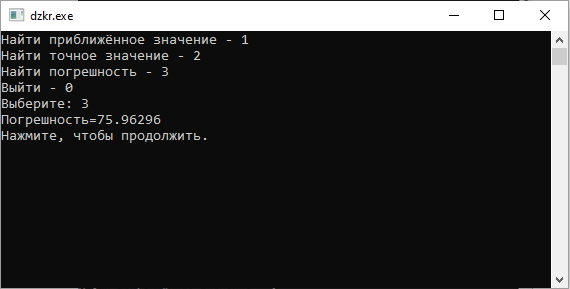 dzkr.exe
Найти приближённое значение - 1
Найти точное значение - 2
Найти погрешность - 3
Выйти - 0
Выберите: 3
Погрешность=75.96296
Нажмите, чтобы продолжить.